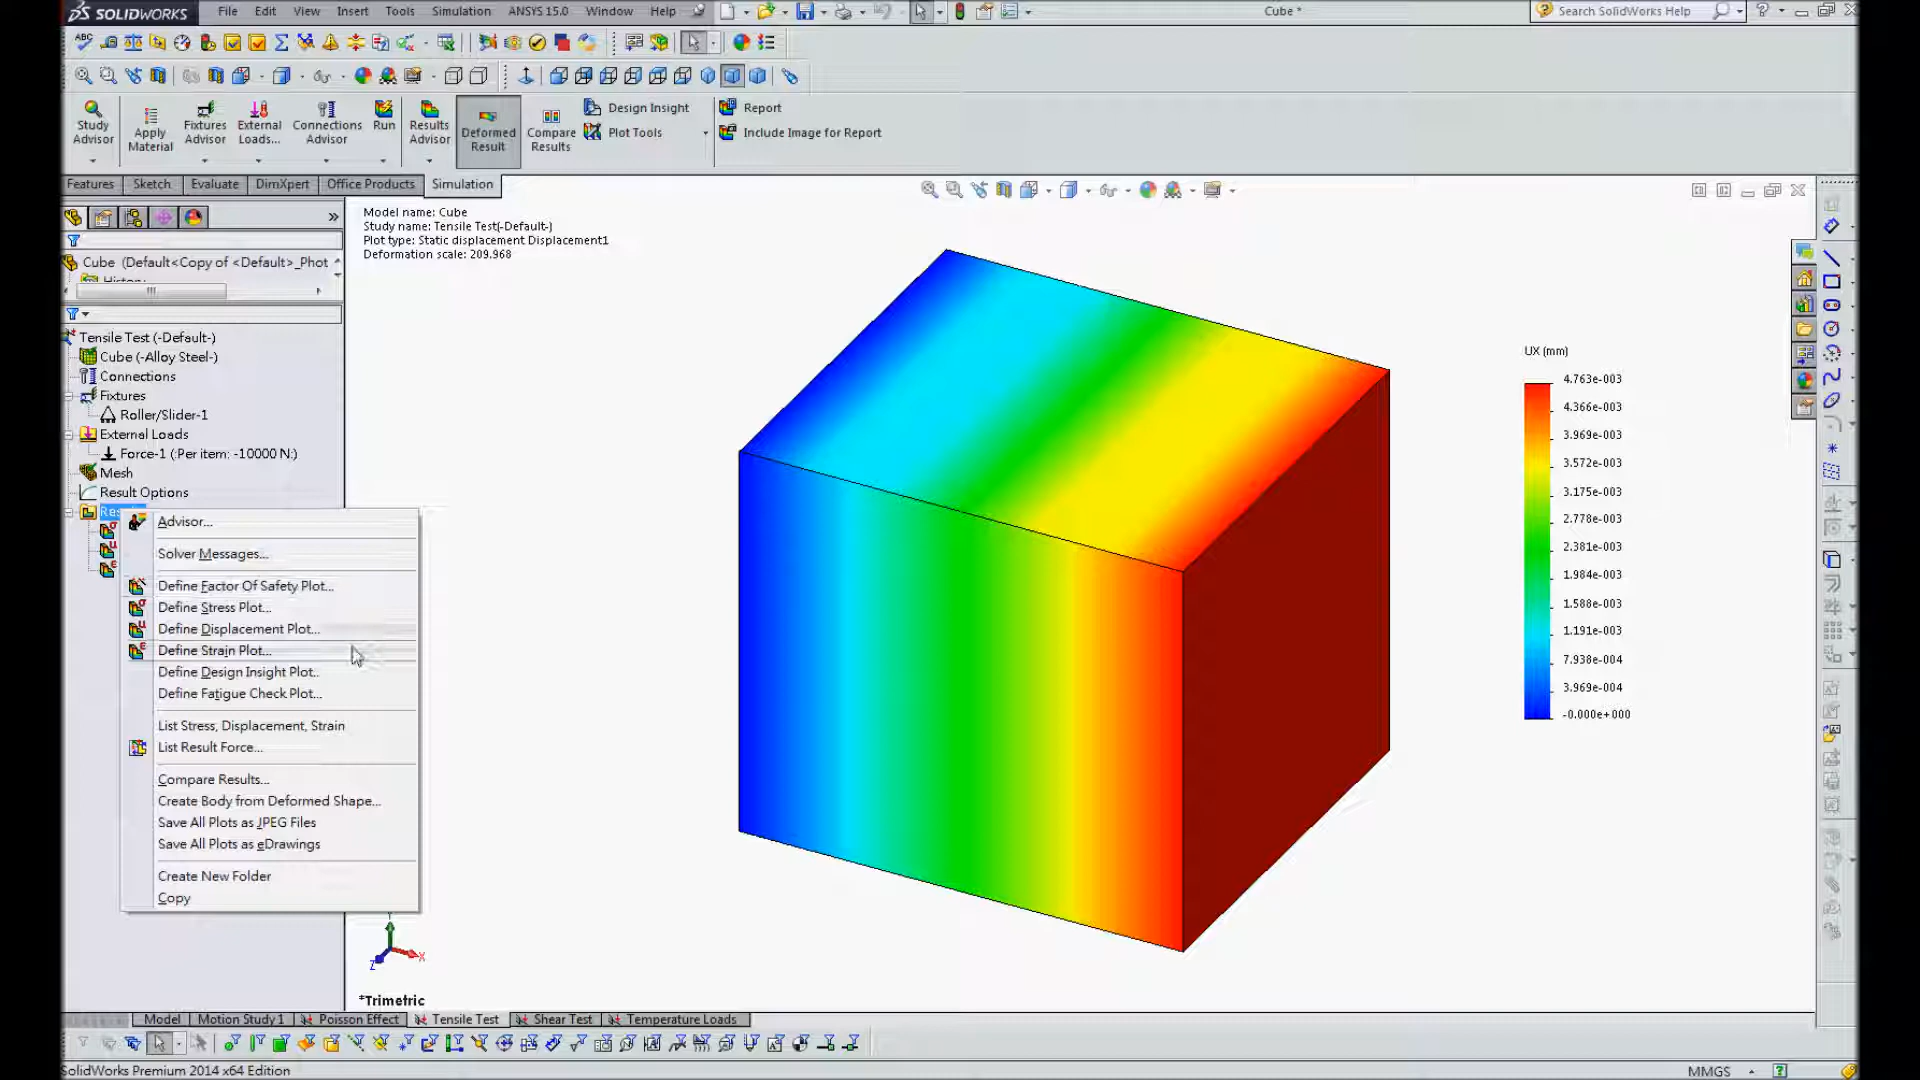 SOLIDWORKS File Edit View Insert Tools Simulation ANSYS 15.0 Window Help Cube * Search SolidWorks Help
Study Advisor
Apply Material
Fixtures Advisor
External Loads...
Connections Advisor
Run
Results Advisor
Deformed Result
Compare Results
Design Insight
Plot Tools
Report
Include Image for Report
Features Sketch Evaluate DimXpert Office Products Simulation
Model name: Cube
Study name: Tensile Test(-Default-)
Plot type: Static displacement Displacement1
Deformation scale: 209.968
Cube (Default<Copy of <Default>_Phot
History
Tensile Test (-Default-)
Cube (-Alloy Steel-)
Connections
Fixtures
Roller/Slider-1
External Loads
Force-1 (:Per item: -10000 N:)
Mesh
Result Options
Advisor...
Solver Messages...
Define Factor Of Safety Plot...
Define Stress Plot...
Define Displacement Plot...
Define Strain Plot...
Define Design Insight Plot..
Define Fatigue Check Plot...
List Stress, Displacement, Strain
List Result Force...
Compare Results...
Create Body from Deformed Shape...
Save All Plots as JPEG Files
Save All Plots as eDrawings
Create New Folder
Copy
UX (mm)
4.763e-003
4.366e-003
3.969e-003
3.572e-003
3.175e-003
2.778e-003
2.381e-003
1.984e-003
1.588e-003
1.191e-003
7.938e-004
3.969e-004
-0.000e+000
Y
X
Z
*Trimetric
Model Motion Study 1 Poisson Effect Tensile Test Shear Test Temperature Loads
SolidWorks Premium 2014 x64 Edition MMGS